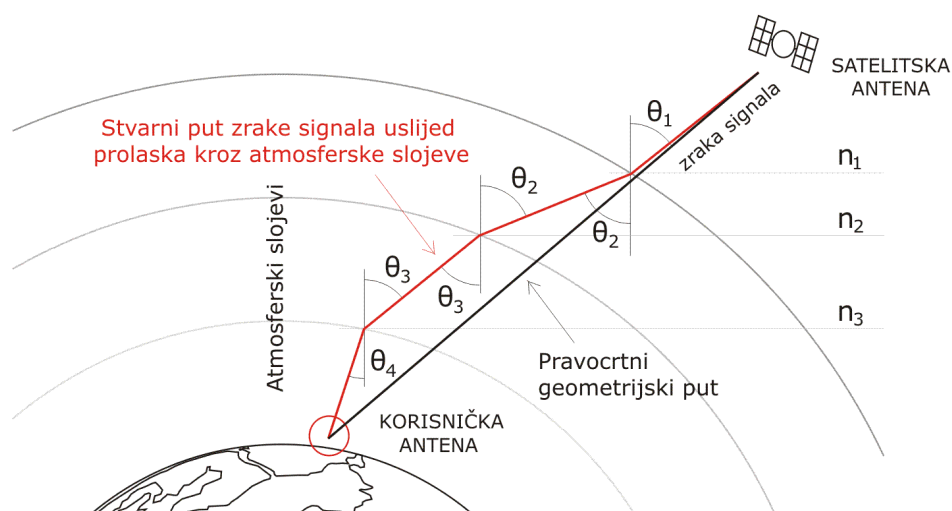 SATELITSKA
ANTENA
θ1
zraka signala
Stvarni put zrake signala uslijed
prolaska kroz atmosferske slojeve
n1
θ2
θ2
n2
Atmosferski slojevi
θ3
θ3
n3
θ4
Pravocrtni
geometrijski put
KORISNIČKA
ANTENA